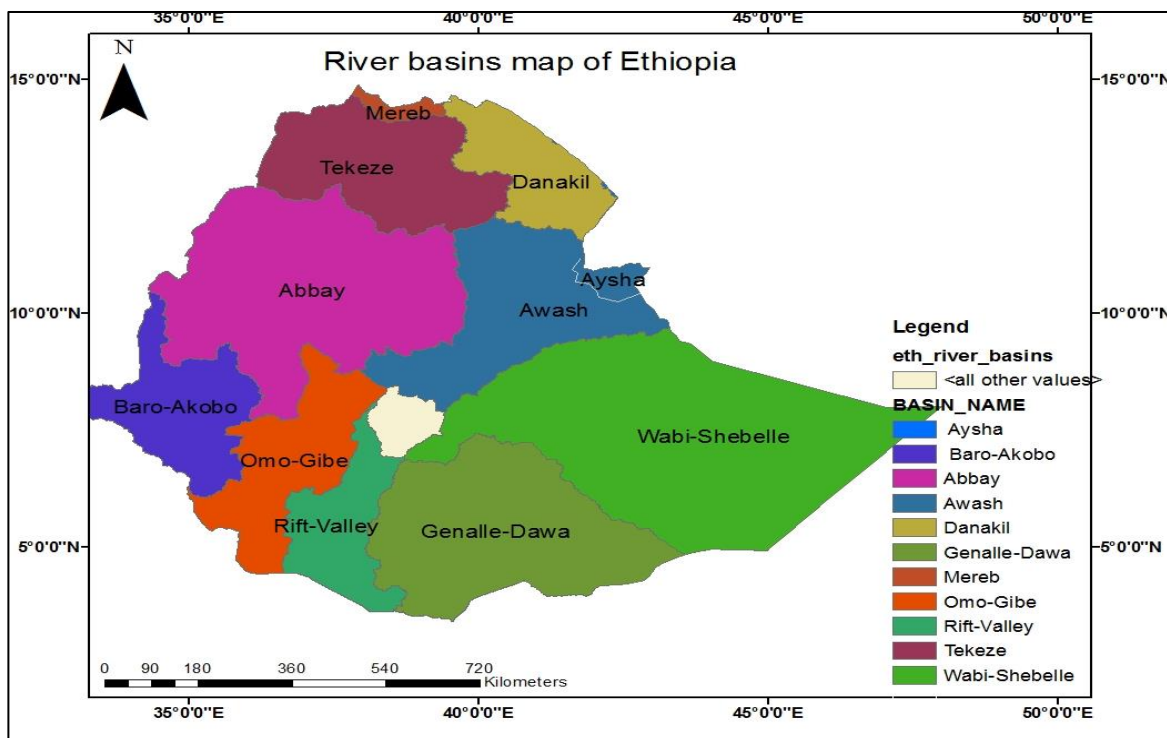 35°0'0"E 40°0'0"E 45°0'0"E 50°0'0"E
N
River basins map of Ethiopia
15°0'0"N 15°0'0"N
Mereb
Tekeze
Danakil
Aysha
Abbay
Awash
10°0'0"N 10°0'0"N
Baro-Akobo
Wabi-Shebelle
Omo-Gibe
Rift-Valley
Genalle-Dawa
5°0'0"N 5°0'0"N
Legend
eth_river_basins
<all other values>
BASIN_NAME
Aysha
Baro-Akobo
Abbay
Awash
Danakil
Genalle-Dawa
Mereb
Omo-Gibe
Rift-Valley
Tekeze
Wabi-Shebelle
0 90 180 360 540 720
Kilometers
35°0'0"E 40°0'0"E 45°0'0"E 50°0'0"E